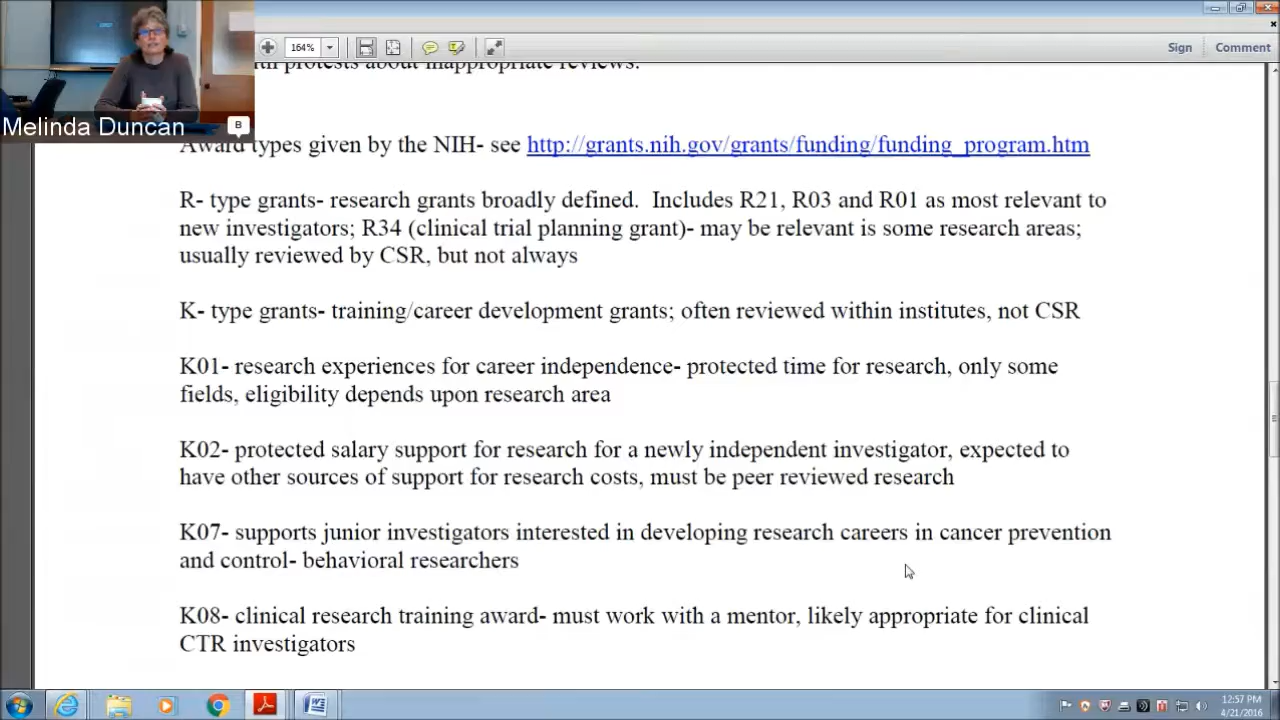 164%
Sign
Comment
protests about inappropriate reviews.
Melinda Duncan
B
Award types given by the NIH- see http://grants.nih.gov/grants/funding/funding_program.htm
R- type grants- research grants broadly defined. Includes R21, R03 and R01 as most relevant to
new investigators; R34 (clinical trial planning grant)- may be relevant is some research areas;
usually reviewed by CSR, but not always
K- type grants- training/career development grants; often reviewed within institutes, not CSR
K01- research experiences for career independence- protected time for research, only some
fields, eligibility depends upon research area
K02- protected salary support for research for a newly independent investigator, expected to
have other sources of support for research costs, must be peer reviewed research
K07- supports junior investigators interested in developing research careers in cancer prevention
and control- behavioral researchers
K08- clinical research training award- must work with a mentor, likely appropriate for clinical
CTR investigators
12:57 PM
4/21/2016